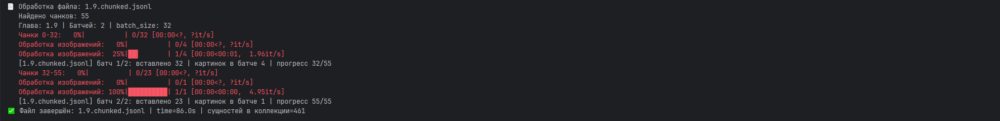 📄 Обработка файла: 1.9.chunked.jsonl
Найдено чанков: 55
Глава: 1.9 | Батчей: 2 | batch_size: 32
Чанки 0-32:   0%|          | 0/32 [00:00<?, ?it/s]
Обработка изображений:   0%|          | 0/4 [00:00<?, ?it/s]
Обработка изображений:  25%|██▌       | 1/4 [00:00<00:01,  1.96it/s]
[1.9.chunked.jsonl] батч 1/2: вставлено 32 | картинок в батче 4 | прогресс 32/55
Чанки 32-55:   0%|          | 0/23 [00:00<?, ?it/s]
Обработка изображений:   0%|          | 0/1 [00:00<?, ?it/s]
Обработка изображений: 100%|██████████| 1/1 [00:00<00:00,  4.95it/s]
[1.9.chunked.jsonl] батч 2/2: вставлено 23 | картинок в батче 1 | прогресс 55/55
✅ Файл завершён: 1.9.chunked.jsonl | time=86.0s | сущностей в коллекции=461